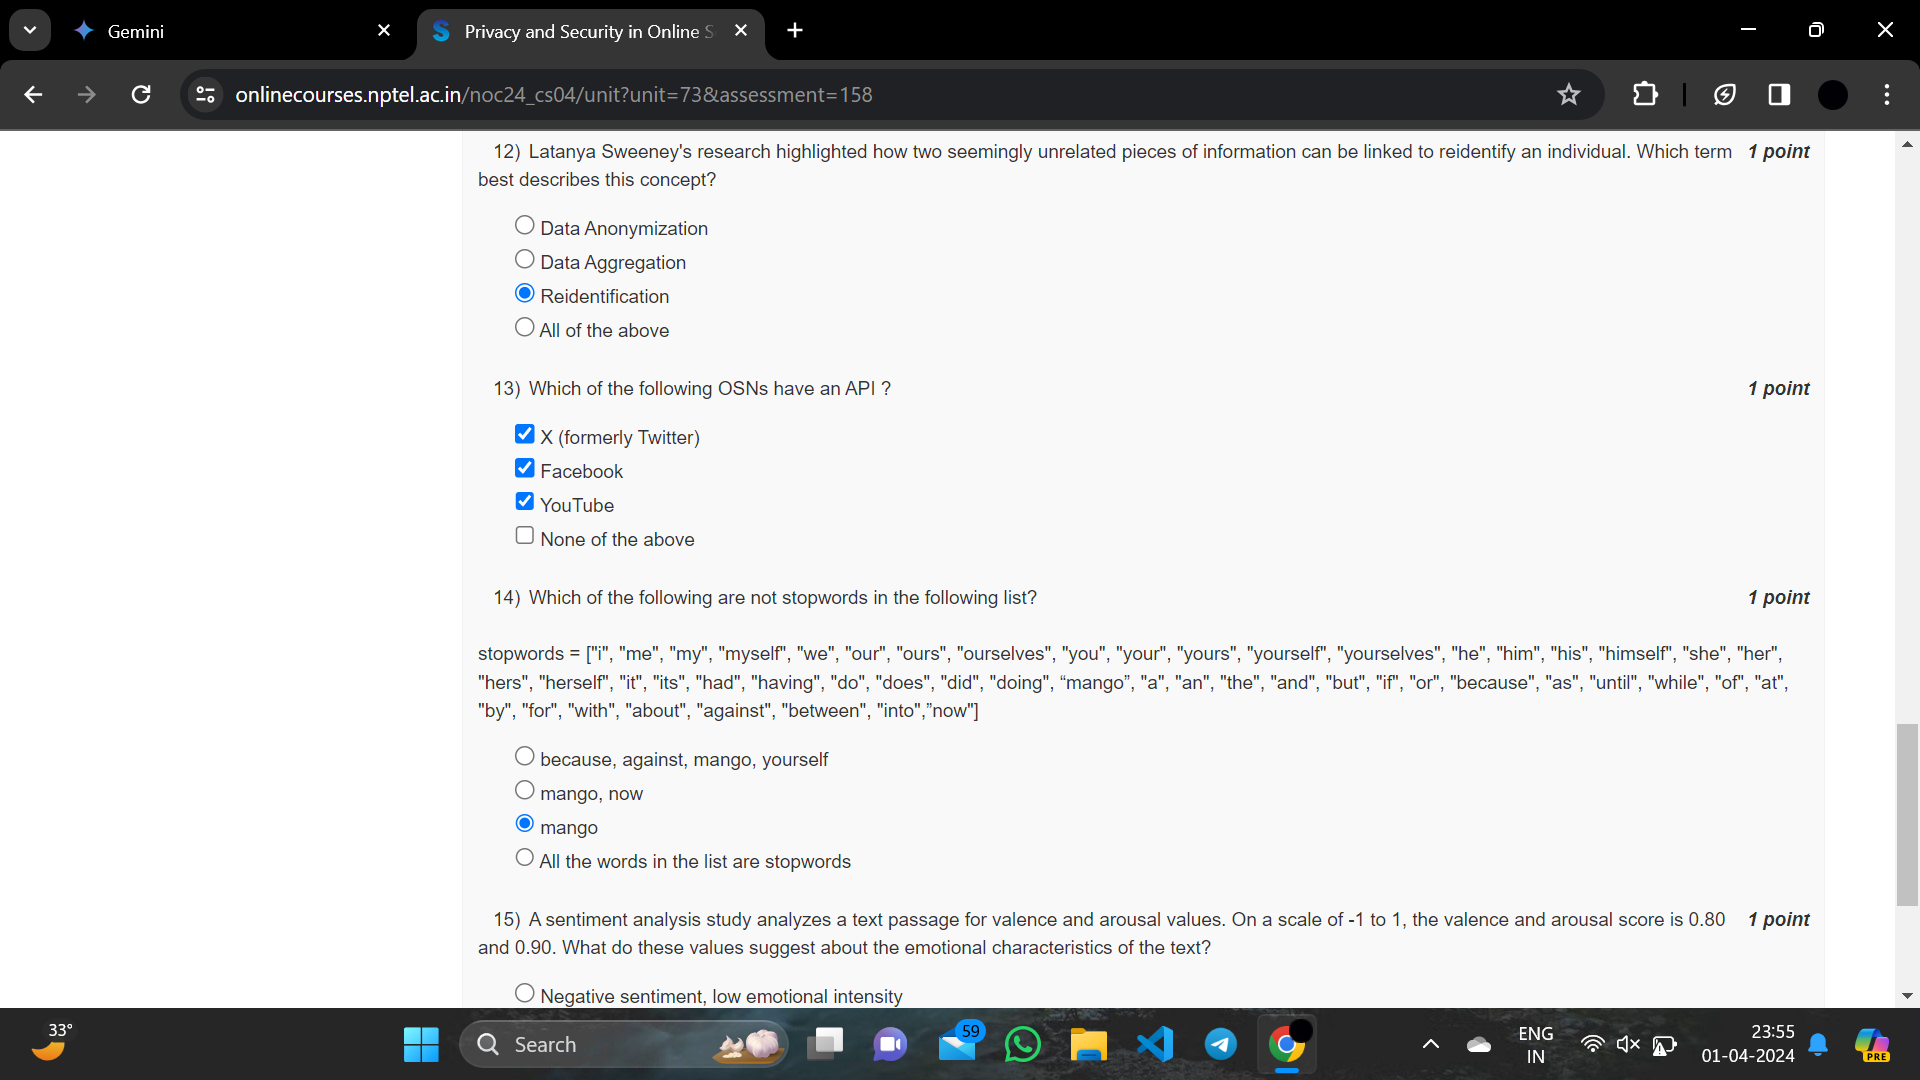 Gemini
Privacy and Security in Online S
onlinecourses.nptel.ac.in/noc24_cs04/unit?unit=73&assessment=158
12) Latanya Sweeney's research highlighted how two seemingly unrelated pieces of information can be linked to reidentify an individual. Which term 1 point
best describes this concept?
Data Anonymization
Data Aggregation
Reidentification
All of the above
13) Which of the following OSNs have an API ? 1 point
X (formerly Twitter)
Facebook
YouTube
None of the above
14) Which of the following are not stopwords in the following list? 1 point
stopwords = ["i", "me", "my", "myself", "we", "our", "ours", "ourselves", "you", "your", "yours", "yourself", "yourselves", "he", "him", "his", "himself", "she", "her",
"hers", "herself", "it", "its", "had", "having", "do", "does", "did", "doing", “mango”, "a", "an", "the", "and", "but", "if", "or", "because", "as", "until", "while", "of", "at",
"by", "for", "with", "about", "against", "between", "into",”now"]
because, against, mango, yourself
mango, now
mango
All the words in the list are stopwords
15) A sentiment analysis study analyzes a text passage for valence and arousal values. On a scale of -1 to 1, the valence and arousal score is 0.80 1 point
and 0.90. What do these values suggest about the emotional characteristics of the text?
Negative sentiment, low emotional intensity
33°
Search
59
ENG
IN
23:55
01-04-2024
PRE